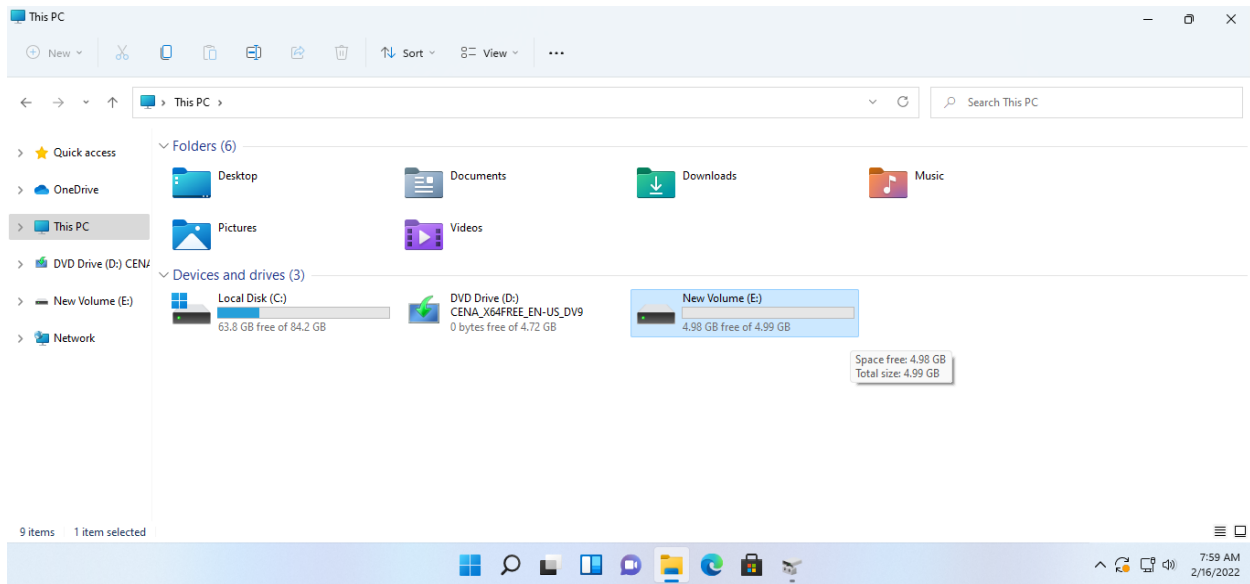 This PC
New
Sort
View
This PC
Search This PC
Quick access
OneDrive
This PC
DVD Drive (D:) CENA
New Volume (E:)
Network
Folders (6)
Desktop
Documents
Downloads
Music
Pictures
Videos
Devices and drives (3)
Local Disk (C:)
63.8 GB free of 84.2 GB
DVD Drive (D:)
CENA_X64FREE_EN-US_DV9
0 bytes free of 4.72 GB
New Volume (E:)
4.98 GB free of 4.99 GB
Space free: 4.98 GB
Total size: 4.99 GB
9 items 1 item selected
7:59 AM
2/16/2022